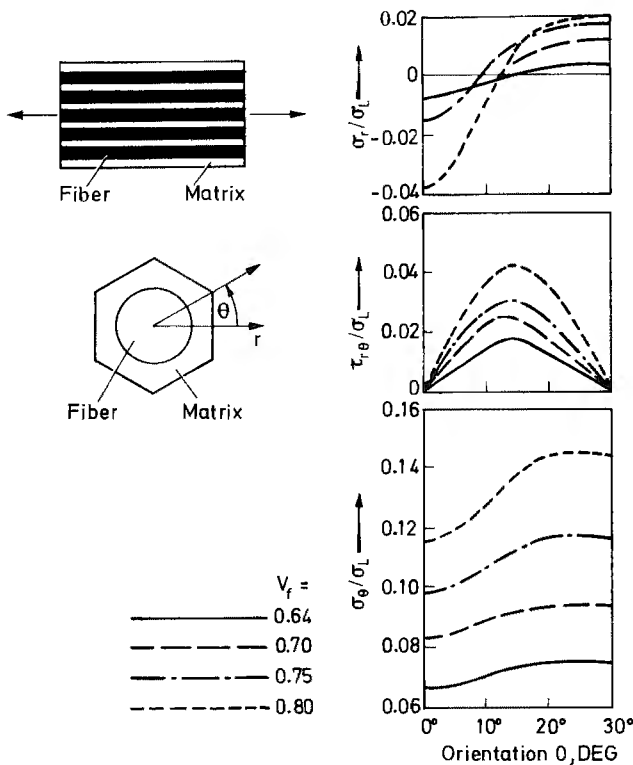 Fiber Matrix
θ
r
Fiber Matrix
V_f =
0.64
0.70
0.75
0.80
σ_r/σ_L
0.02
0
-0.02
-0.04
τ_rθ/σ_L
0.06
0.04
0.02
0
σ_θ/σ_L
0.16
0.14
0.12
0.10
0.08
0.06
0° 10° 20° 30°
Orientation 0, DEG